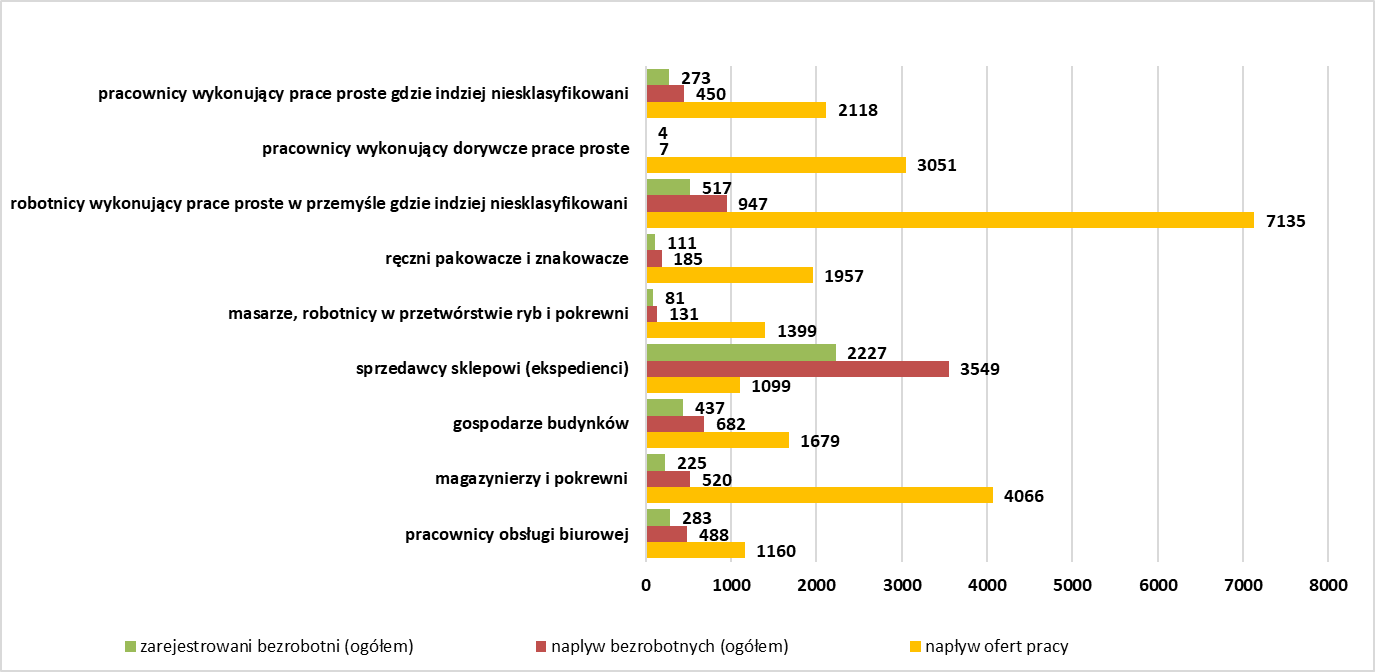 273
pracownicy wykonujący prace proste gdzie indziej niesklasyfikowani
450
2118
4
pracownicy wykonujący dorywcze prace proste
7
3051
517
robotnicy wykonujący prace proste w przemyśle gdzie indziej niesklasyfikowani
947
7135
111
ręczni pakowacze i znakowacze
185
1957
81
masarze, robotnicy w przetwórstwie ryb i pokrewni
131
1399
2227
sprzedawcy sklepowi (ekspedienci)
3549
1099
437
gospodarze budynków
682
1679
225
magazynierzy i pokrewni
520
4066
283
pracownicy obsługi biurowej
488
1160
0 1000 2000 3000 4000 5000 6000 7000 8000
zarejestrowani bezrobotni (ogółem) naplyw bezrobotnych (ogółem) napływ ofert pracy